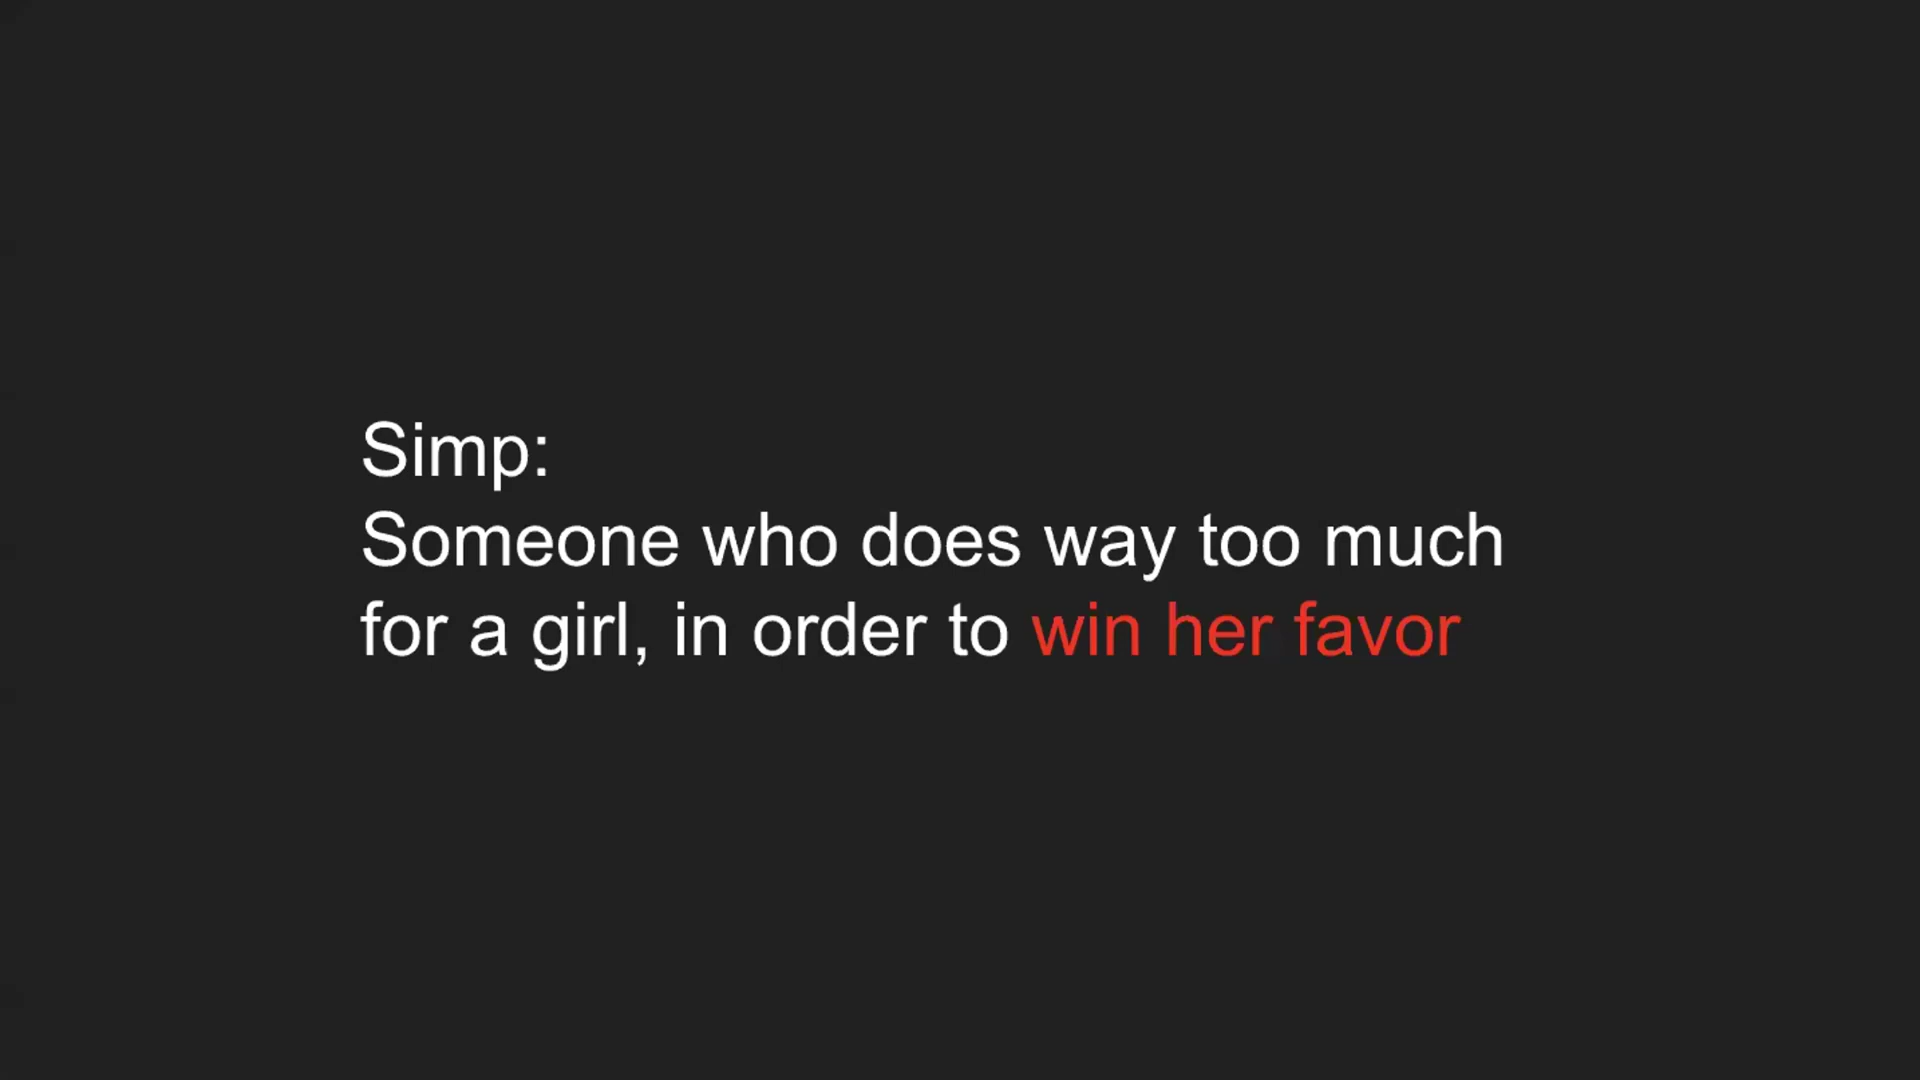 Simp:
Someone who does way too much
for a girl, in order to win her favor